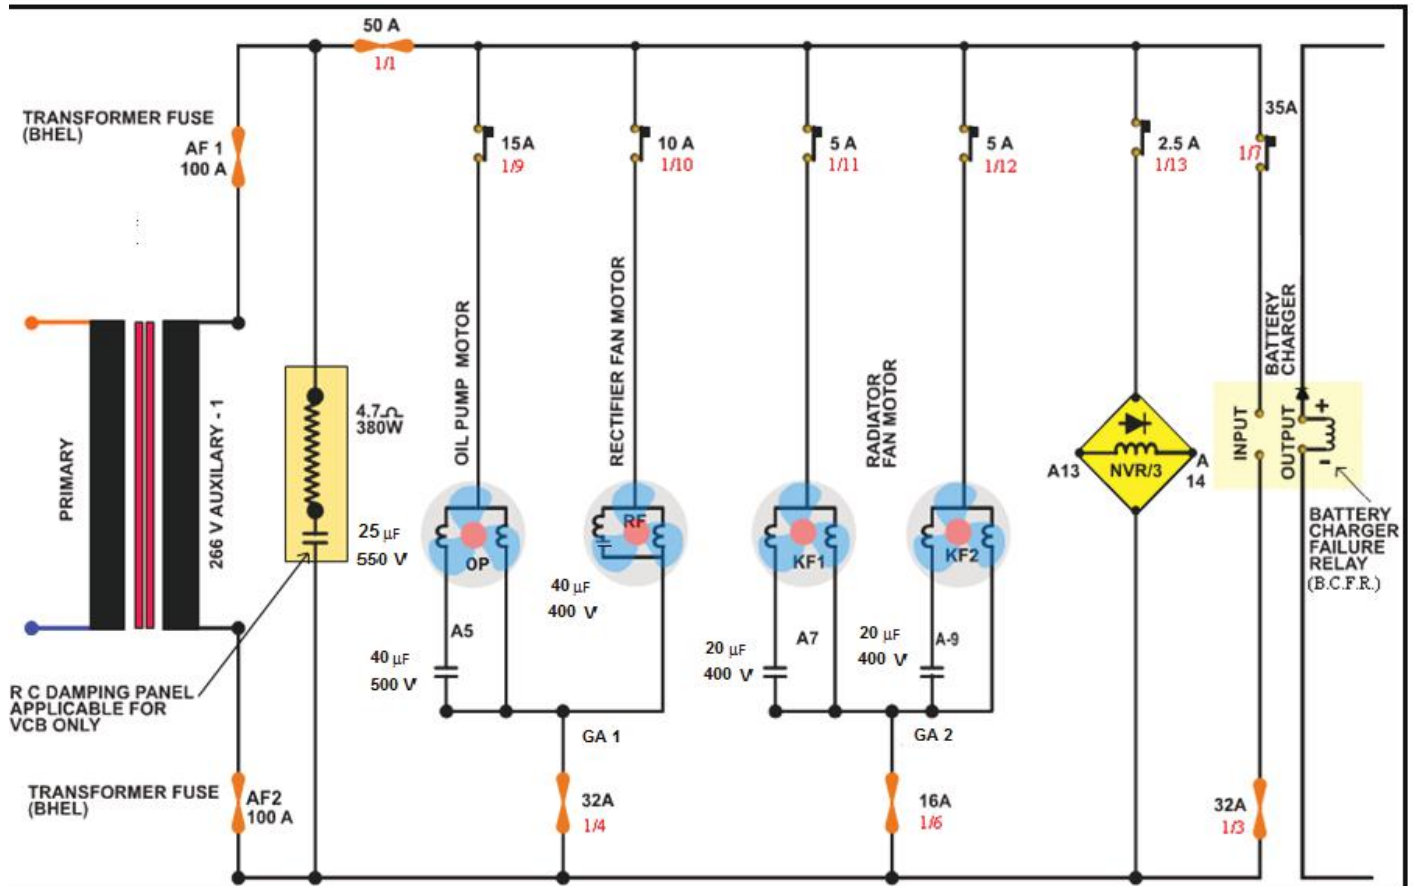 50 A
1/1
TRANSFORMER FUSE
(BHEL)
AF 1
100 A
15A
1/9
10 A
1/10
5 A
1/11
5 A
1/12
2.5 A
1/13
35A
1/7
PRIMARY
266 V AUXILARY - 1
4.7Ω
380W
25 µF
550 V
R C DAMPING PANEL
APPLICABLE FOR
VCB ONLY
OIL PUMP MOTOR
RECTIFIER FAN MOTOR
RADIATOR
FAN MOTOR
BATTERY
CHARGER
OP
RF
KF1
KF2
A13
NVR/3
A
14
INPUT
OUTPUT
+
-
BATTERY
CHARGER
FAILURE
RELAY
(B.C.F.R.)
A5
40 µF
500 V
40 µF
400 V
A7
20 µF
400 V
A-9
20 µF
400 V
GA 1
GA 2
TRANSFORMER FUSE
(BHEL)
AF2
100 A
32A
1/4
16A
1/6
32A
1/3